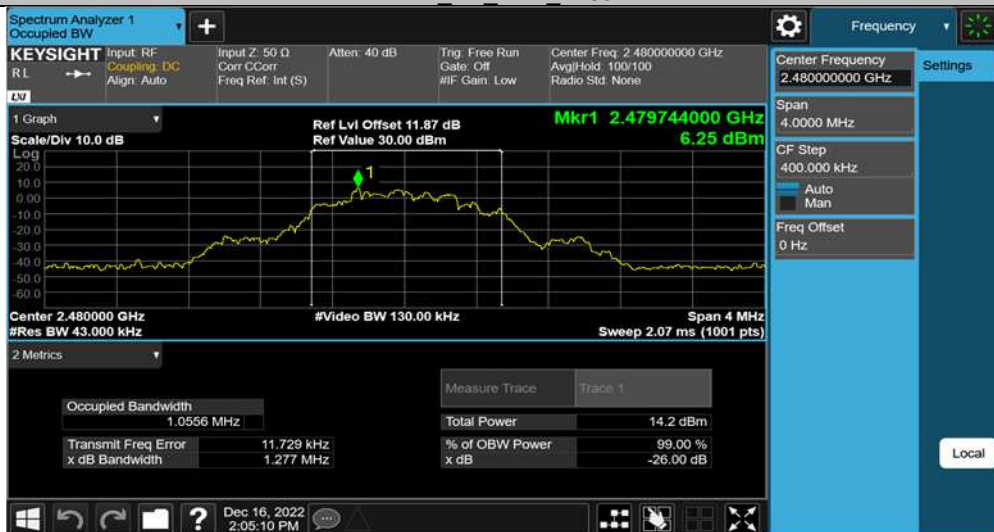 Spectrum Analyzer 1
Occupied BW
Frequency
KEYSIGHT
RL
LXI
Input: RF
Coupling: DC
Align: Auto
Input Z: 50 Ω
Corr CCorr
Freq Ref: Int (S)
Atten: 40 dB
Trig: Free Run
Gate: Off
#IF Gain: Low
Center Freq: 2.480000000 GHz
Avg|Hold: 100/100
Radio Std: None
Center Frequency
2.480000000 GHz
Settings
Span
4.0000 MHz
CF Step
400.000 kHz
Auto
Man
Freq Offset
0 Hz
Local
1 Graph
Scale/Div 10.0 dB
Ref Lvl Offset 11.87 dB
Ref Value 30.00 dBm
Mkr1 2.479744000 GHz
6.25 dBm
Log
20.0
10.0
0.00
-10.0
-20.0
-30.0
-40.0
-50.0
-60.0
1
Center 2.480000 GHz
#Res BW 43.000 kHz
#Video BW 130.00 kHz
Span 4 MHz
Sweep 2.07 ms (1001 pts)
2 Metrics
Measure Trace
Trace 1
Occupied Bandwidth
1.0556 MHz
Total Power
14.2 dBm
Transmit Freq Error
11.729 kHz
% of OBW Power
99.00 %
x dB Bandwidth
1.277 MHz
x dB
-26.00 dB
Dec 16, 2022
2:05:10 PM